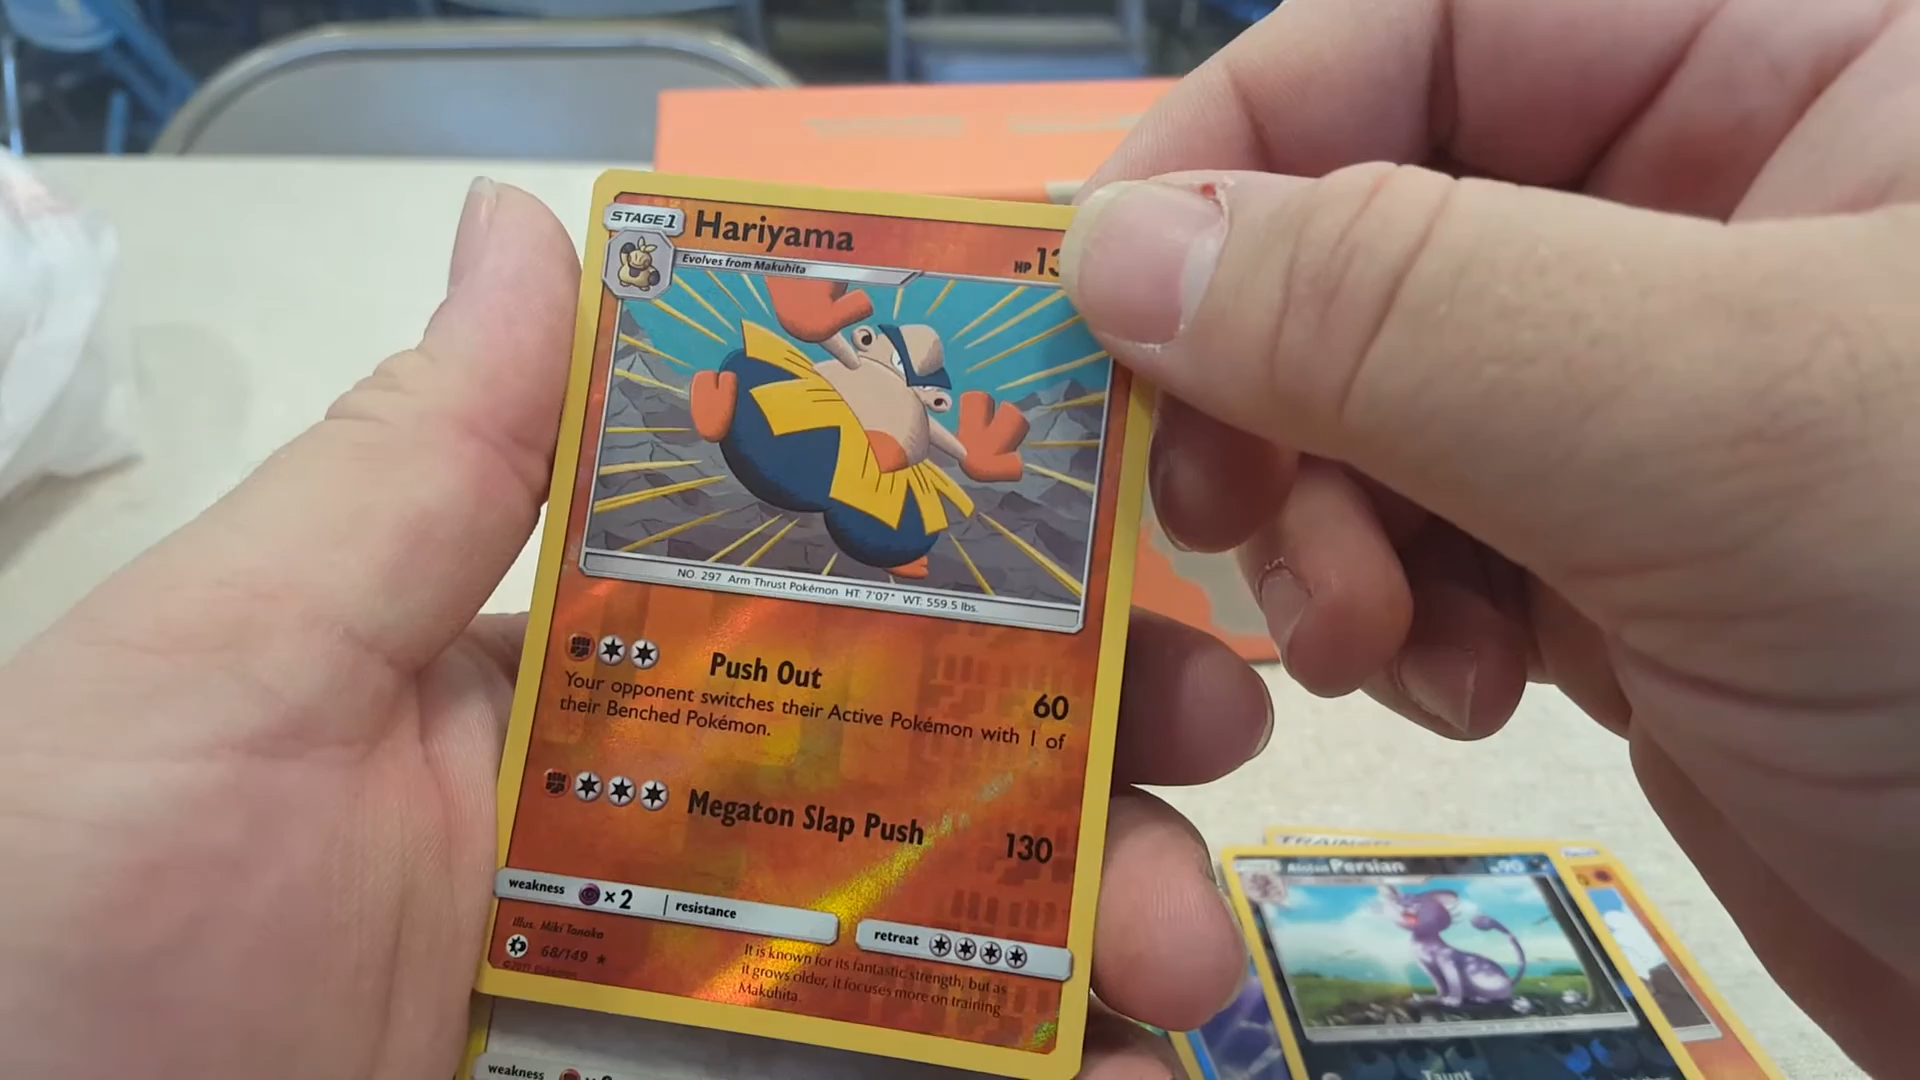 STAGE 1 Hariyama
HP 13
Evolves from Makuhita
NO. 297 Arm Thrust Pokémon HT: 7'07" WT: 559.5 lbs.
Push Out 60
Your opponent switches their Active Pokémon with 1 of
their Benched Pokémon.
Megaton Slap Push 130
weakness ×2 resistance
retreat
Illus. Miki Tanaka
68/149
©2017 Pokémon
It is known for its fantastic strength, but as
it grows older, it focuses more on training
Makuhita.
weakness
TRAINER
Alolan Persian 90
Taunt